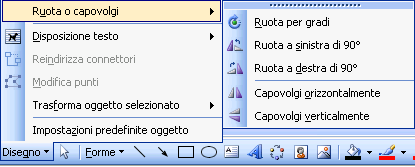 Ruota o capovolgi
Disposizione testo
Reindirizza connettori
Modifica punti
Trasforma oggetto selezionato
Impostazioni predefinite oggetto
Ruota per gradi
Ruota a sinistra di 90°
Ruota a destra di 90°
Capovolgi orizzontalmente
Capovolgi verticalmente
Disegno
Forme
A
A